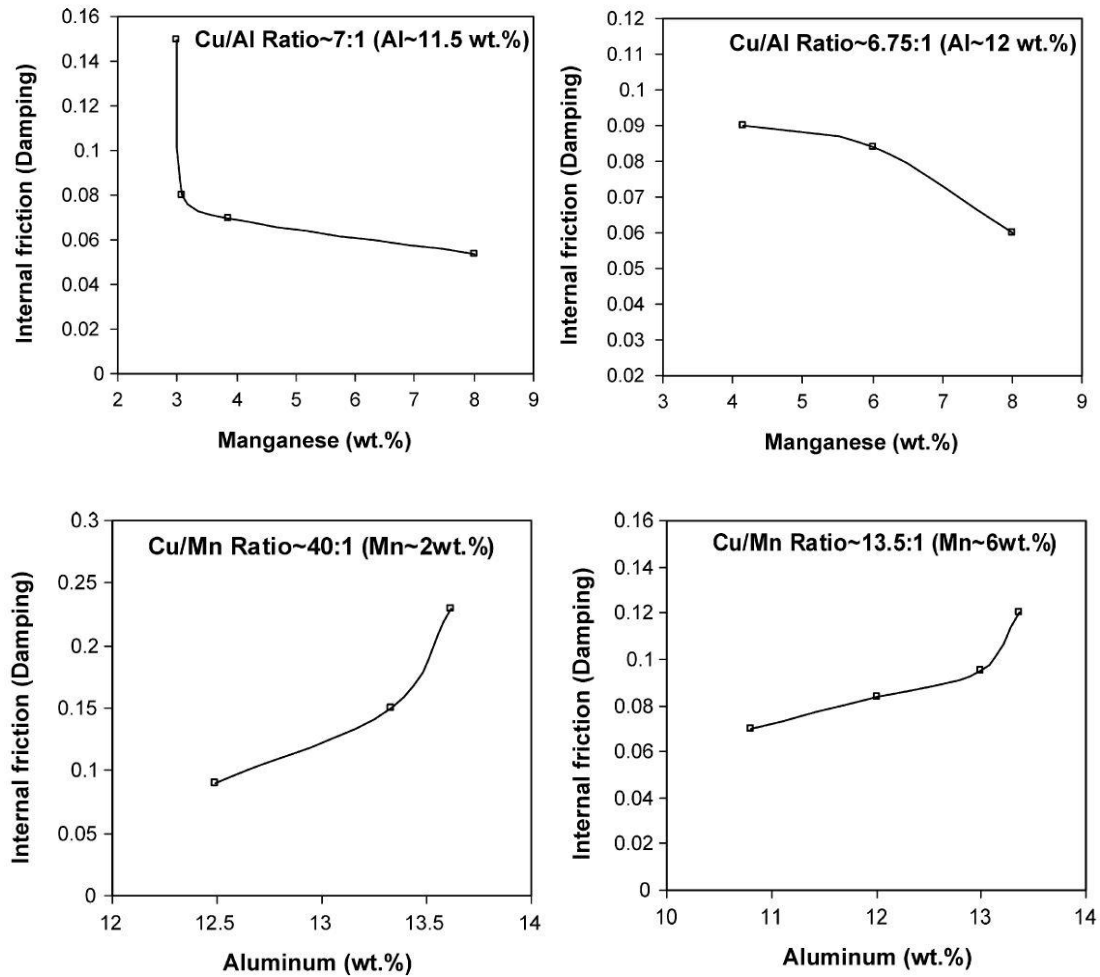 Cu/Al Ratio~7:1 (Al~11.5 wt.%)
Internal friction (Damping)
0.16
0.14
0.12
0.1
0.08
0.06
0.04
0.02
0
2 3 4 5 6 7 8 9
Manganese (wt.%)
Cu/Al Ratio~6.75:1 (Al~12 wt.%)
Internal friction (Damping)
0.12
0.11
0.1
0.09
0.08
0.07
0.06
0.05
0.04
0.03
0.02
3 4 5 6 7 8 9
Manganese (wt.%)
Cu/Mn Ratio~40:1 (Mn~2wt.%)
Internal friction (Damping)
0.3
0.25
0.2
0.15
0.1
0.05
0
12 12.5 13 13.5 14
Aluminum (wt.%)
Cu/Mn Ratio~13.5:1 (Mn~6wt.%)
Internal friction (Damping)
0.16
0.14
0.12
0.1
0.08
0.06
0.04
0.02
0
10 11 12 13 14
Aluminum (wt.%)